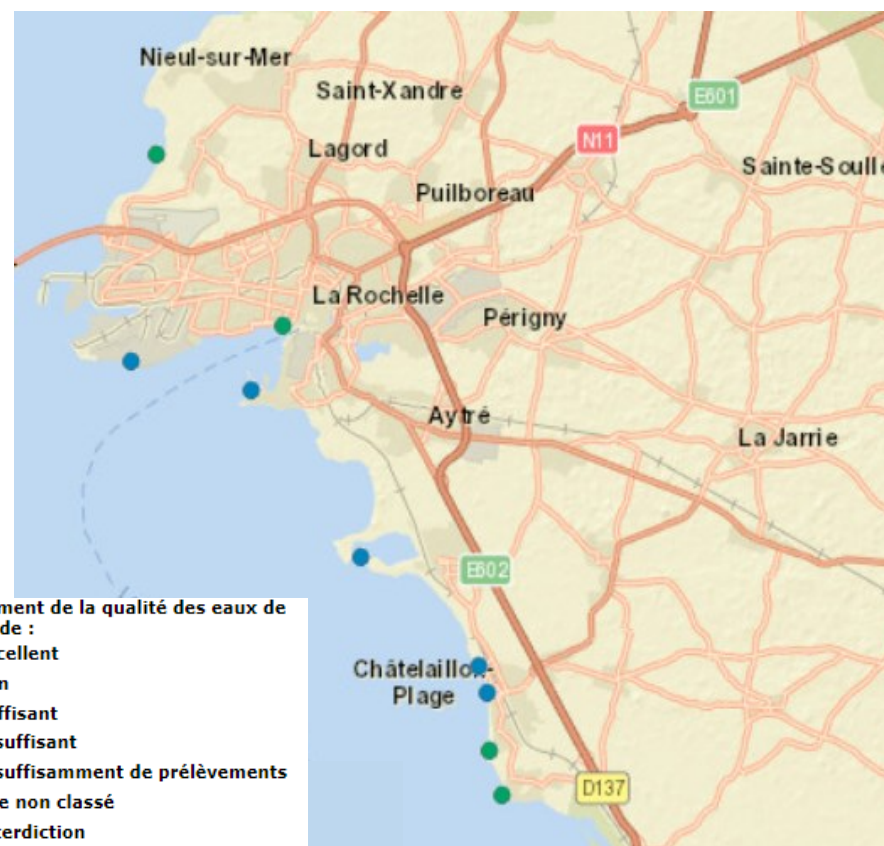 Nieul-sur-Mer
Saint-Xandre
E601
N11
Lagord
Sainte-Soulle
Puilboreau
La Rochelle
Périgny
Aytré
La Jarrie
E602
Châtelaillon-
Plage
D137
ment de la qualité des eaux de
de :
cellent
n
ffisant
suffisant
suffisamment de prélèvements
e non classé
terdiction